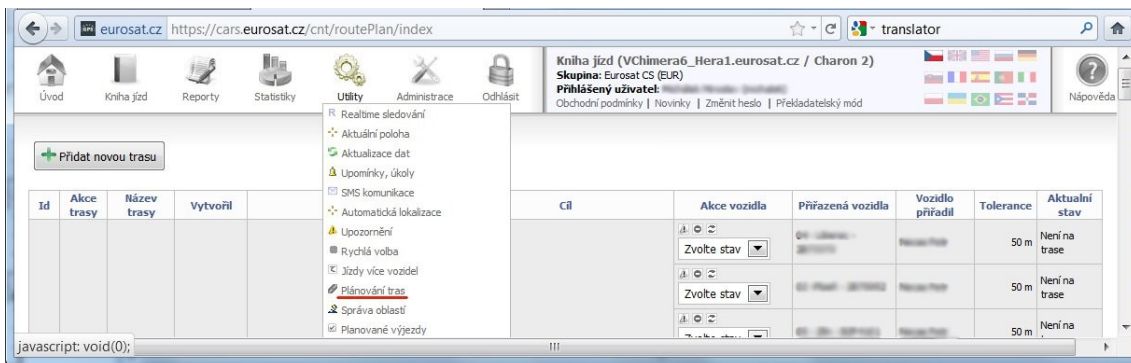 eurosat.cz https://cars.eurosat.cz/cnt/routePlan/index
translator
Úvod
Kniha jízd
Reporty
Statistiky
Utility
Administrace
Odhlásit
Kniha jízd (VChimera6_Hera1.eurosat.cz / Charon 2)
Skupina: Eurosat CS (EUR)
Přihlášený uživatel:
Obchodní podmínky | Novinky | Změnit heslo | Překladatelský mód
Nápověda
Přidat novou trasu
R Realtime sledování
Aktuální poloha
Aktualizace dat
Upomínky, úkoly
SMS komunikace
Automatická lokalizace
Upozornění
Rychlá volba
Jízdy více vozidel
Plánování tras
Správa oblastí
Planované výjezdy
Id
Akce trasy
Název trasy
Vytvořil
Cíl
Akce vozidla
Přiřazená vozidla
Vozidlo přiřadil
Tolerance
Aktuální stav
Zvolte stav
50 m
Není na trase
Zvolte stav
50 m
Není na trase
50 m
Není na trase
javascript: void(0);